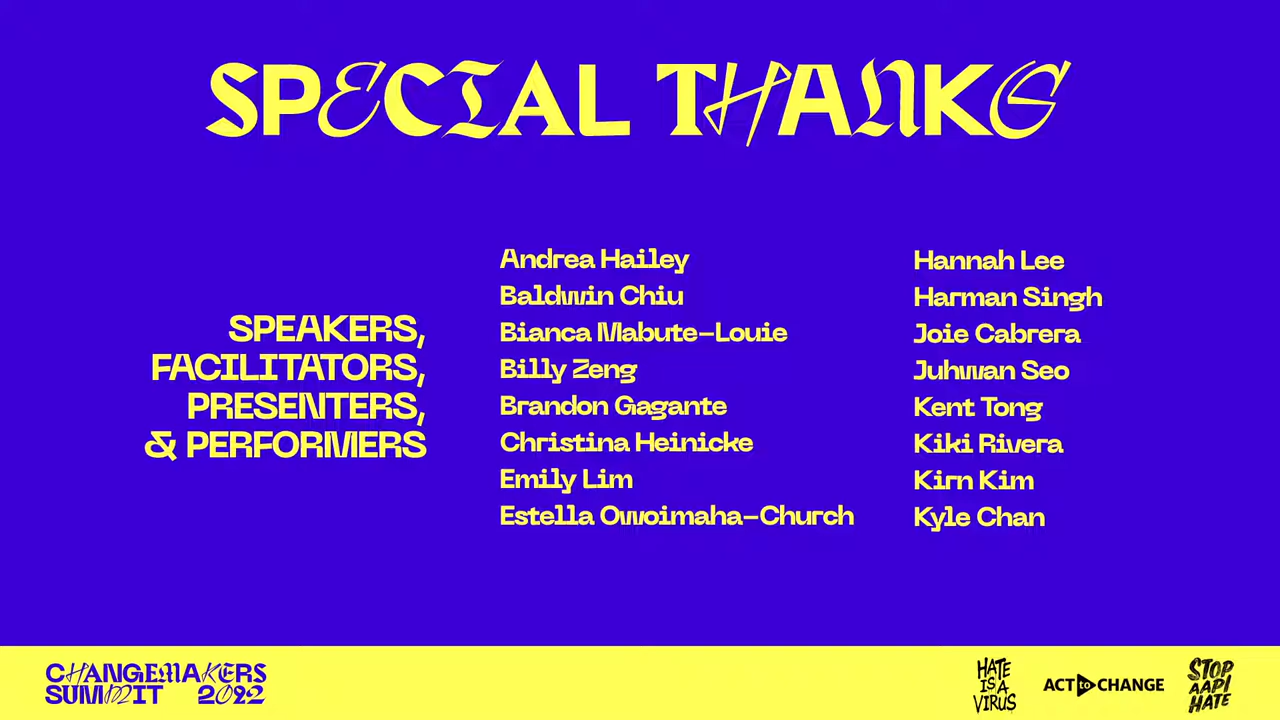 SPECIAL THANKS
SPEAKERS,
FACILITATORS,
PRESENTERS,
& PERFORMERS
Andrea Hailey
Baldwin Chiu
Bianca Mabute-Louie
Billy Zeng
Brandon Gagante
Christina Heinicke
Emily Lim
Estella Owoimaha-Church
Hannah Lee
Harman Singh
Joie Cabrera
Juhwan Seo
Kent Tong
Kiki Rivera
Kirn Kim
Kyle Chan
CHANGEMAKERS
SUMMIT 2022
HATE
IS A
VIRUS
ACT to CHANGE
STOP
AAPI
HATE